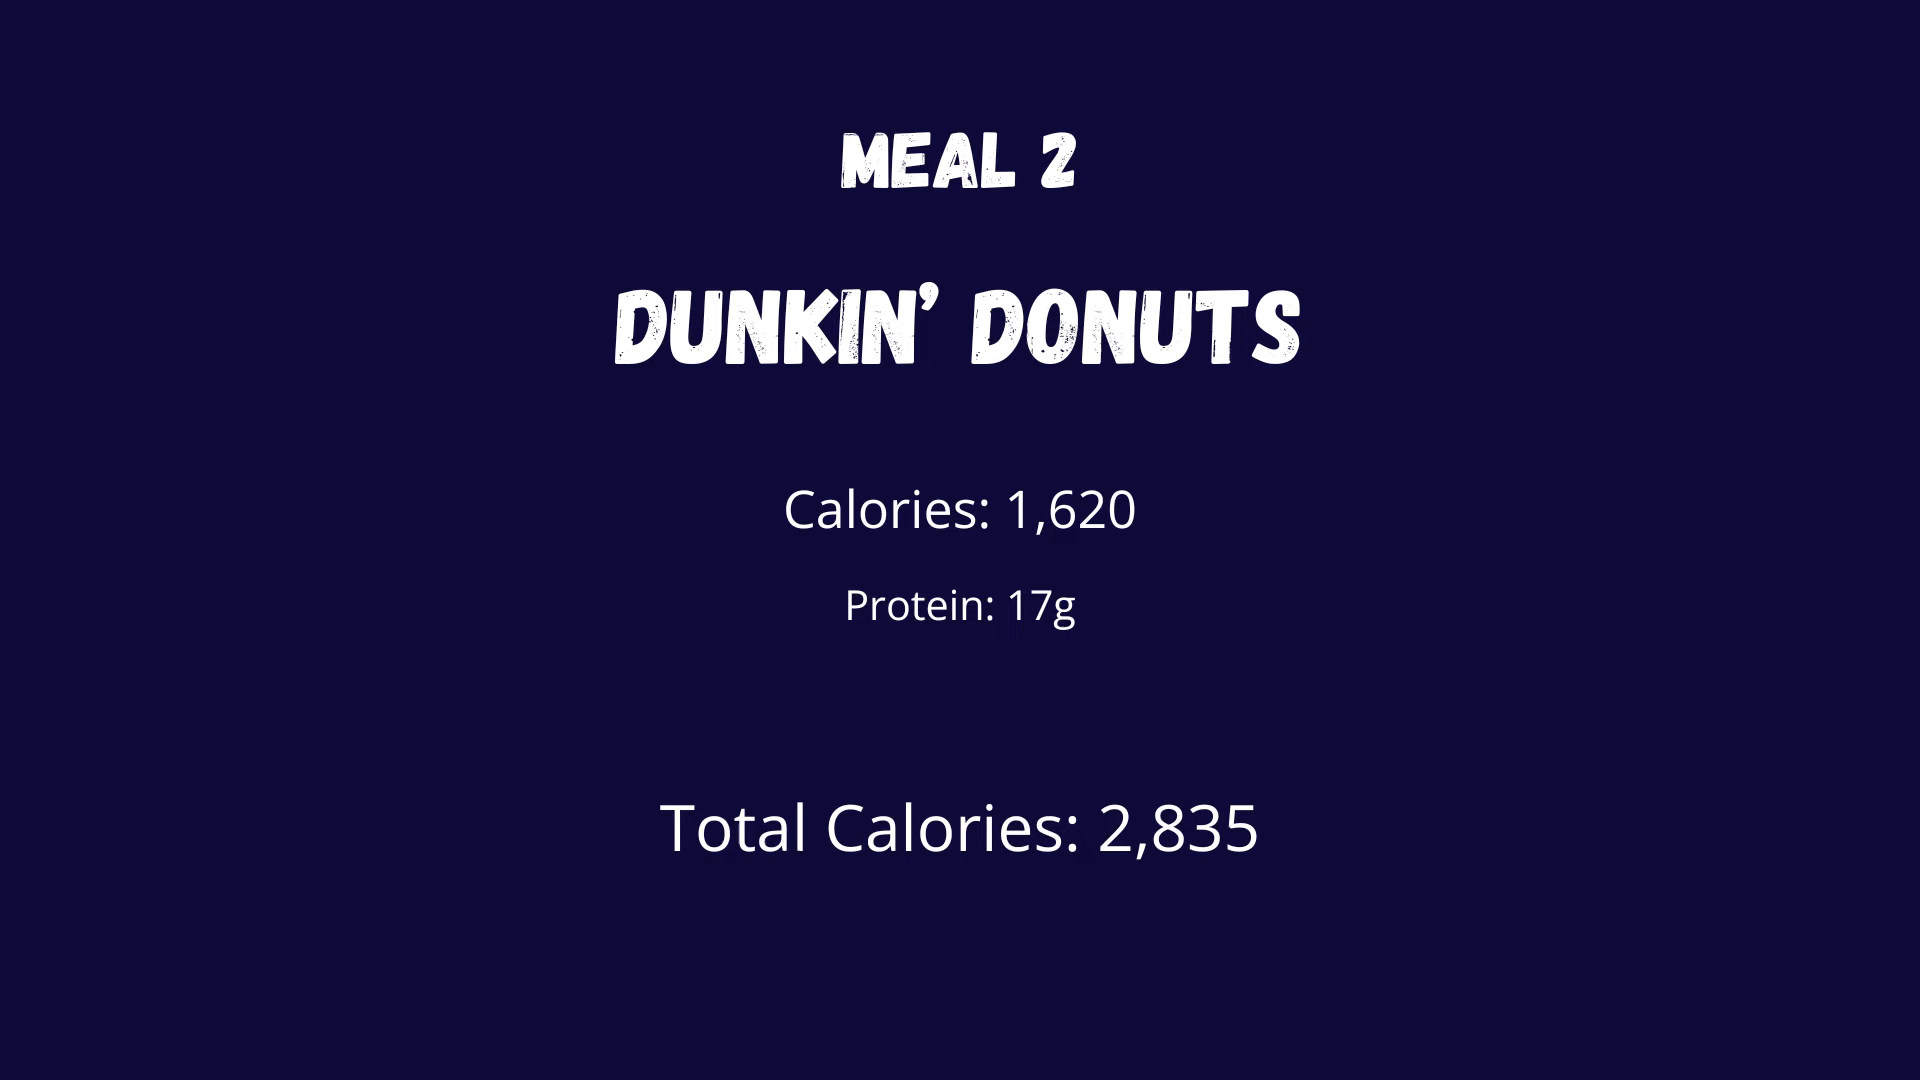 MEAL 2
DUNKIN’ DONUTS
Calories: 1,620
Protein: 17g
Total Calories: 2,835